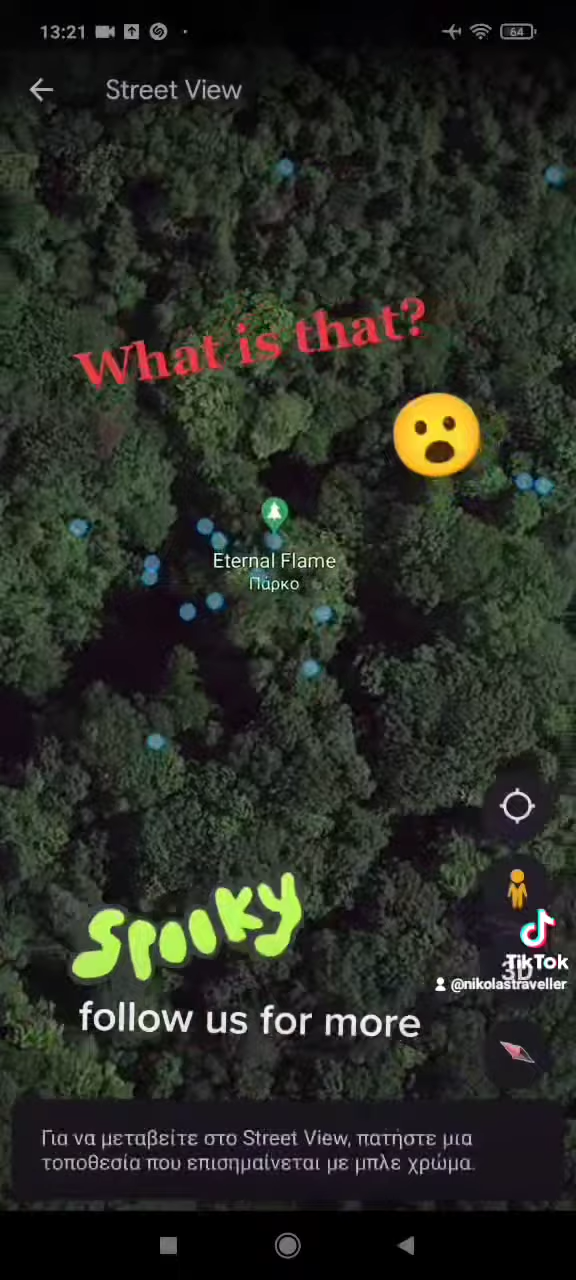 13:21
64
Street View
What is that?
Eternal Flame
Πάρκο
Spooky
TikTok
3D
@nikolastraveller
follow us for more
Για να μεταβείτε στο Street View, πατήστε μια
τοποθεσία που επισημαίνεται με μπλε χρώμα.